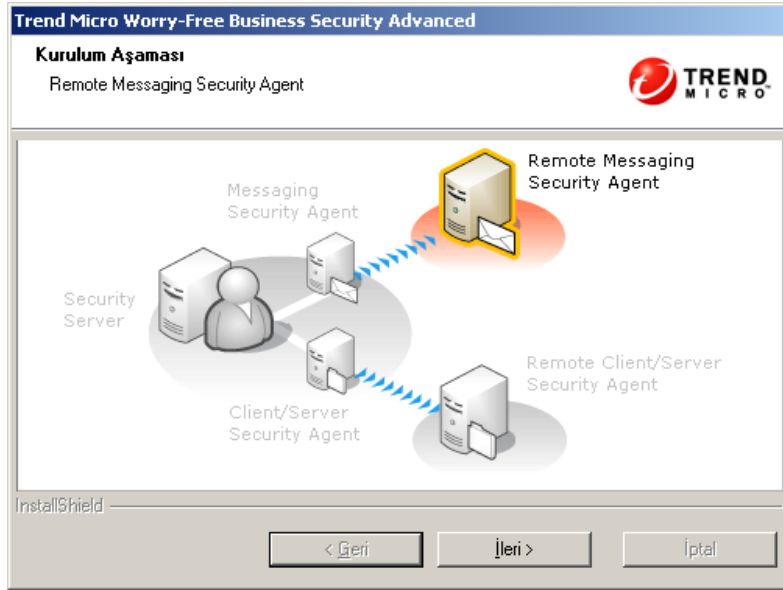 Trend Micro Worry-Free Business Security Advanced
Kurulum Aşaması
Remote Messaging Security Agent
TREND
MICRO
Remote Messaging
Security Agent
Messaging
Security Agent
Security
Server
Remote Client/Server
Security Agent
Client/Server
Security Agent
InstallShield
< Geri
İleri >
İptal